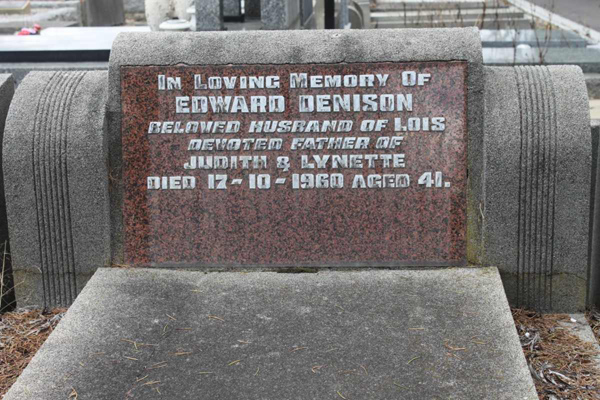 IN LOVING MEMORY OF
EDWARD DENISON
BELOVED HUSBAND OF LOIS
DEVOTED FATHER OF
JUDITH & LYNETTE
DIED 17-10-1960 AGED 41.